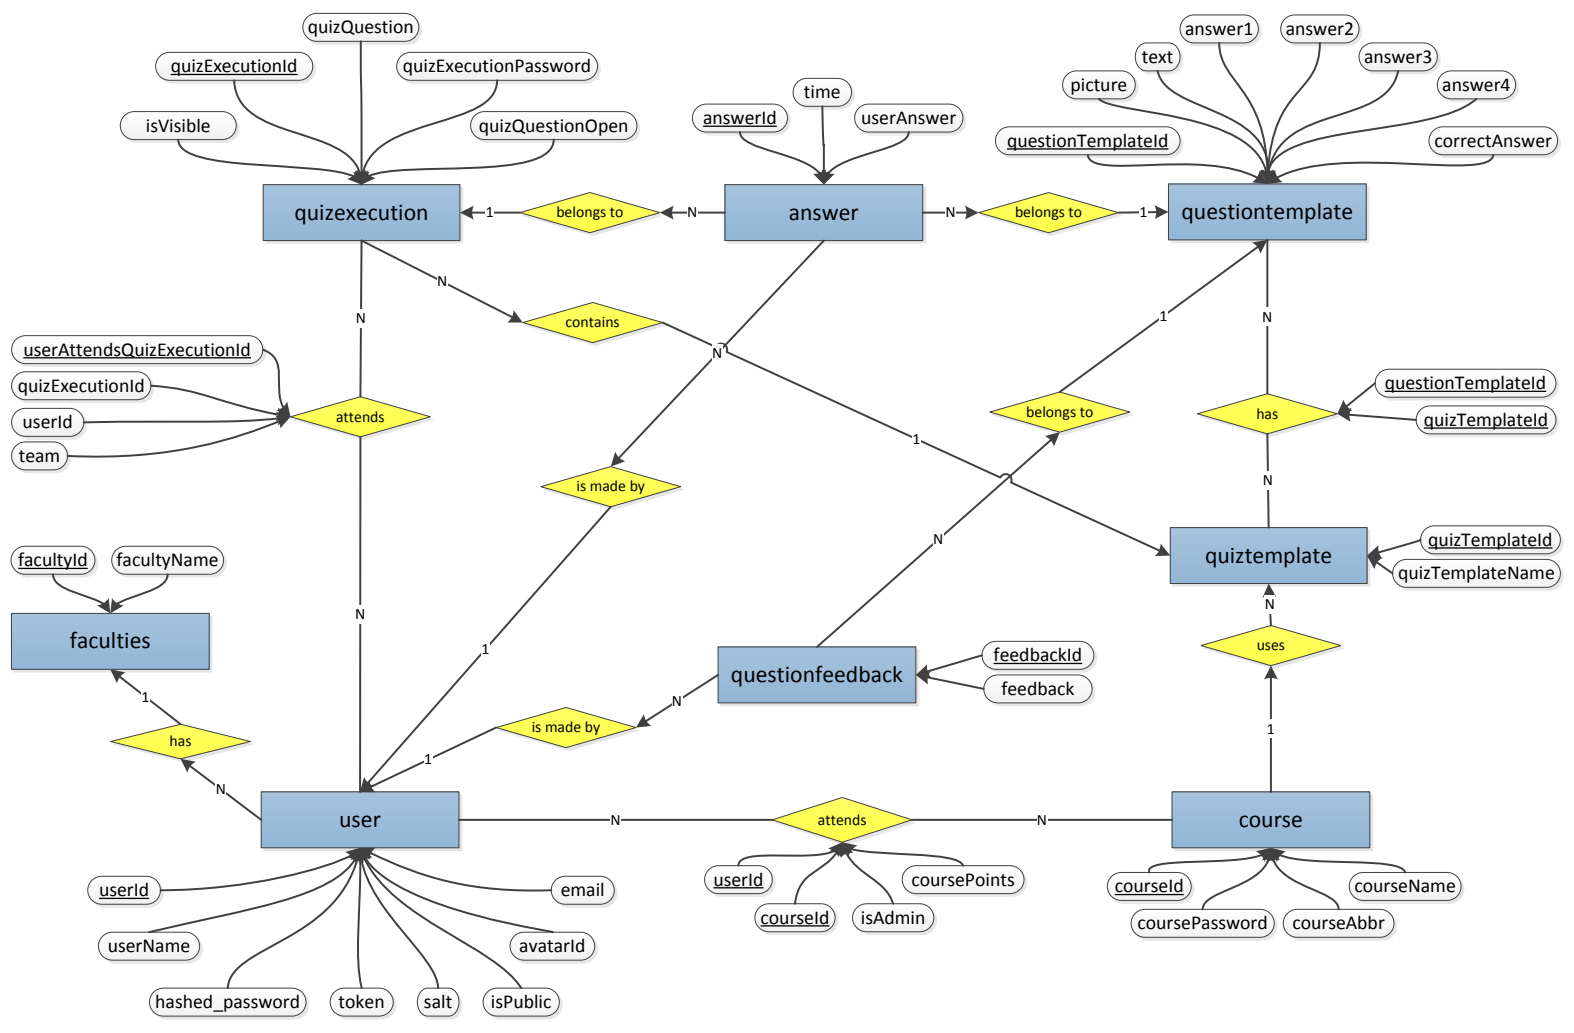 quizQuestion
quizExecutionId
quizExecutionPassword
isVisible
quizQuestionOpen
time
answerId
userAnswer
answer1
answer2
text
answer3
picture
answer4
questionTemplateId
correctAnswer
quizexecution
1
belongs to
N
answer
N
belongs to
1
questiontemplate
N
contains
1
N
N
1
N
userAttendsQuizExecutionId
quizExecutionId
userId
team
attends
belongs to
has
questionTemplateId
quizTemplateId
1
is made by
N
N
facultyId
facultyName
faculties
N
quiztemplate
quizTemplateId
quizTemplateName
N
uses
1
questionfeedback
feedbackId
feedback
1
has
N
N
is made by
1
1
user
N
attends
N
course
userId
userName
hashed_password
token
salt
isPublic
avatarId
email
userId
courseId
isAdmin
coursePoints
courseId
coursePassword
courseAbbr
courseName